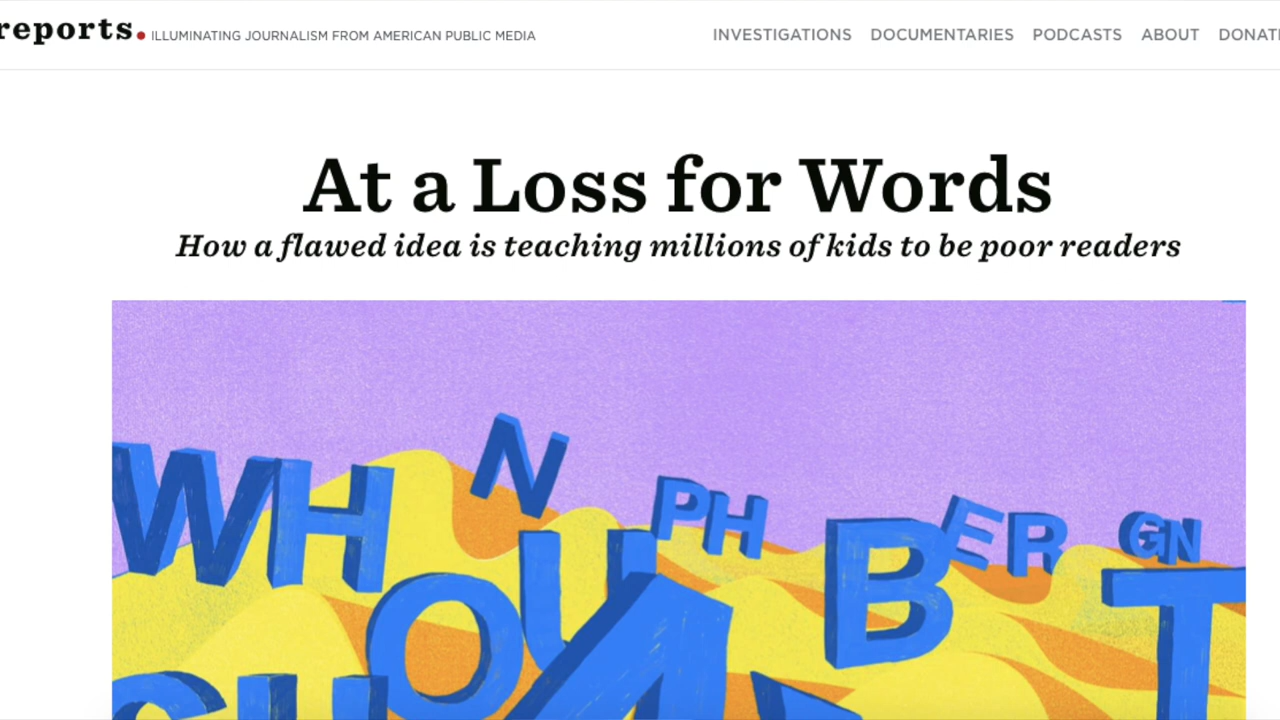 reports. ILLUMINATING JOURNALISM FROM AMERICAN PUBLIC MEDIA INVESTIGATIONS DOCUMENTARIES PODCASTS ABOUT DONAT
At a Loss for Words
How a flawed idea is teaching millions of kids to be poor readers
N
WH PH B ER GN
O U T
A